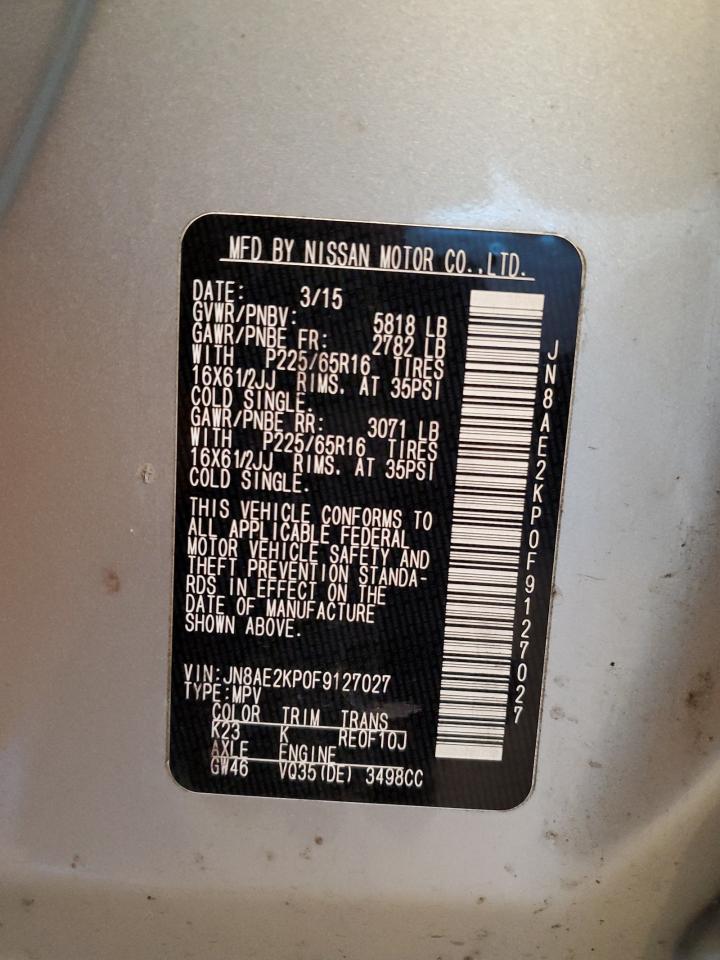 MFD BY NISSAN MOTOR CO.,LTD.
DATE: 3/15
GVWR/PNBV: 5818 LB
GAWR/PNBE FR: 2782 LB
WITH P225/65R16 TIRES
16X61/2JJ RIMS. AT 35PSI
COLD SINGLE.
GAWR/PNBE RR: 3071 LB
WITH P225/65R16 TIRES
16X61/2JJ RIMS. AT 35PSI
COLD SINGLE.
THIS VEHICLE CONFORMS TO
ALL APPLICABLE FEDERAL
MOTOR VEHICLE SAFETY AND
THEFT PREVENTION STANDA-
RDS IN EFFECT ON THE
DATE OF MANUFACTURE
SHOWN ABOVE.
VIN:JN8AE2KP0F9127027
TYPE:MPV
COLOR TRIM TRANS
K23 K RE0F10J
AXLE ENGINE
GW46 VQ35(DE) 3498CC
JN8AE2KP0F9127027